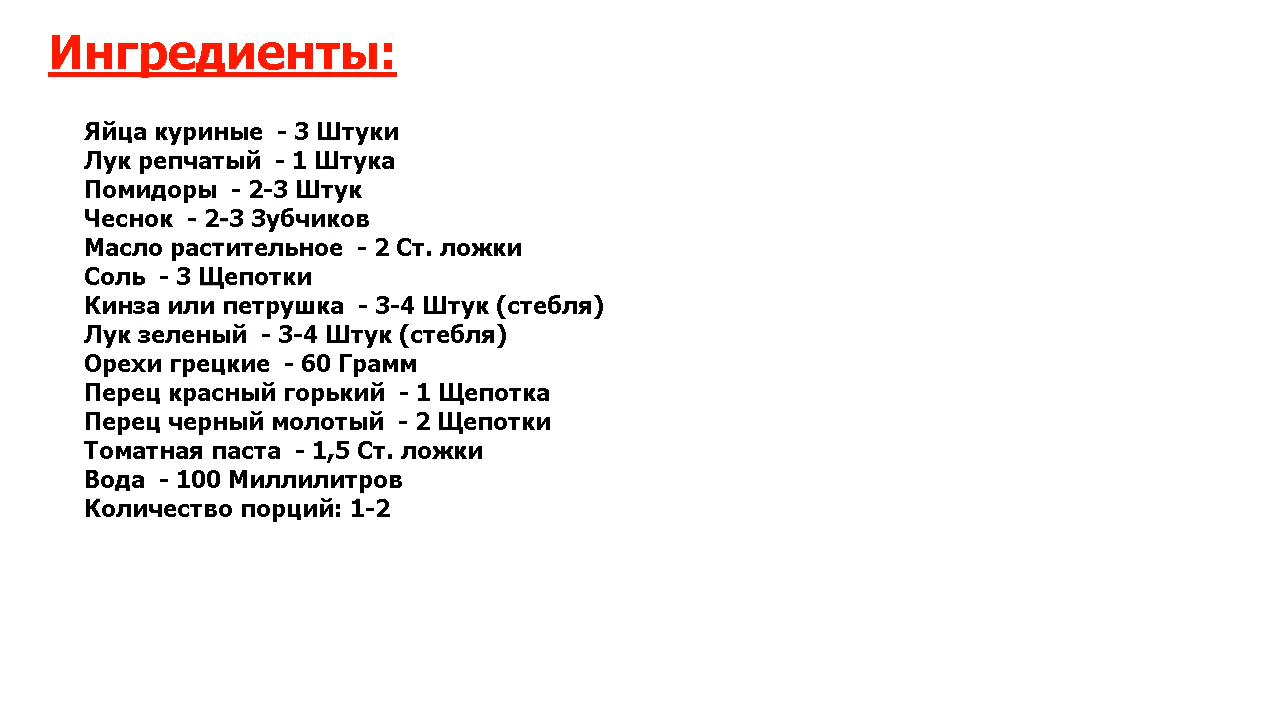 Ингредиенты:
Яйца куриные  - 3 Штуки
Лук репчатый  - 1 Штука
Помидоры  - 2-3 Штук
Чеснок  - 2-3 Зубчиков
Масло растительное  - 2 Ст. ложки
Соль  - 3 Щепотки
Кинза или петрушка  - 3-4 Штук (стебля)
Лук зеленый  - 3-4 Штук (стебля)
Орехи грецкие  - 60 Грамм
Перец красный горький  - 1 Щепотка
Перец черный молотый  - 2 Щепотки
Томатная паста  - 1,5 Ст. ложки
Вода  - 100 Миллилитров
Количество порций: 1-2